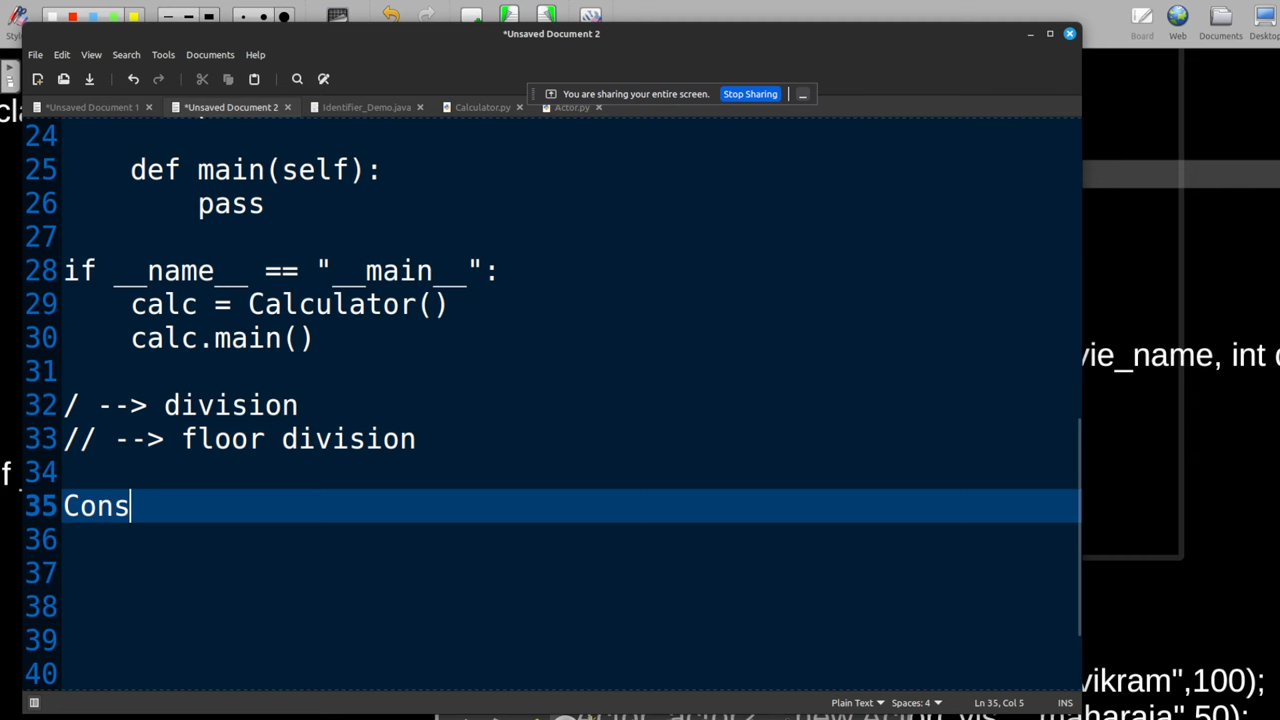 Style
Board
Web
Documents
Desktop
*Unsaved Document 2
File Edit View Search Tools Documents Help
You are sharing your entire screen. Stop Sharing
*Unsaved Document 1 *Unsaved Document 2 Identifier_Demo.java Calculator.py Actor.py
cla
24
25 def main(self):
26 pass
27
28 if __name__ == "__main__":
29 calc = Calculator()
30 calc.main()
31
vie_name, int
32 / --> division
33 // --> floor division
34
35 Cons
36
37
38
39
40
vikram",100);
maharaja",50);
Plain Text Spaces: 4 Ln 35, Col 5 INS